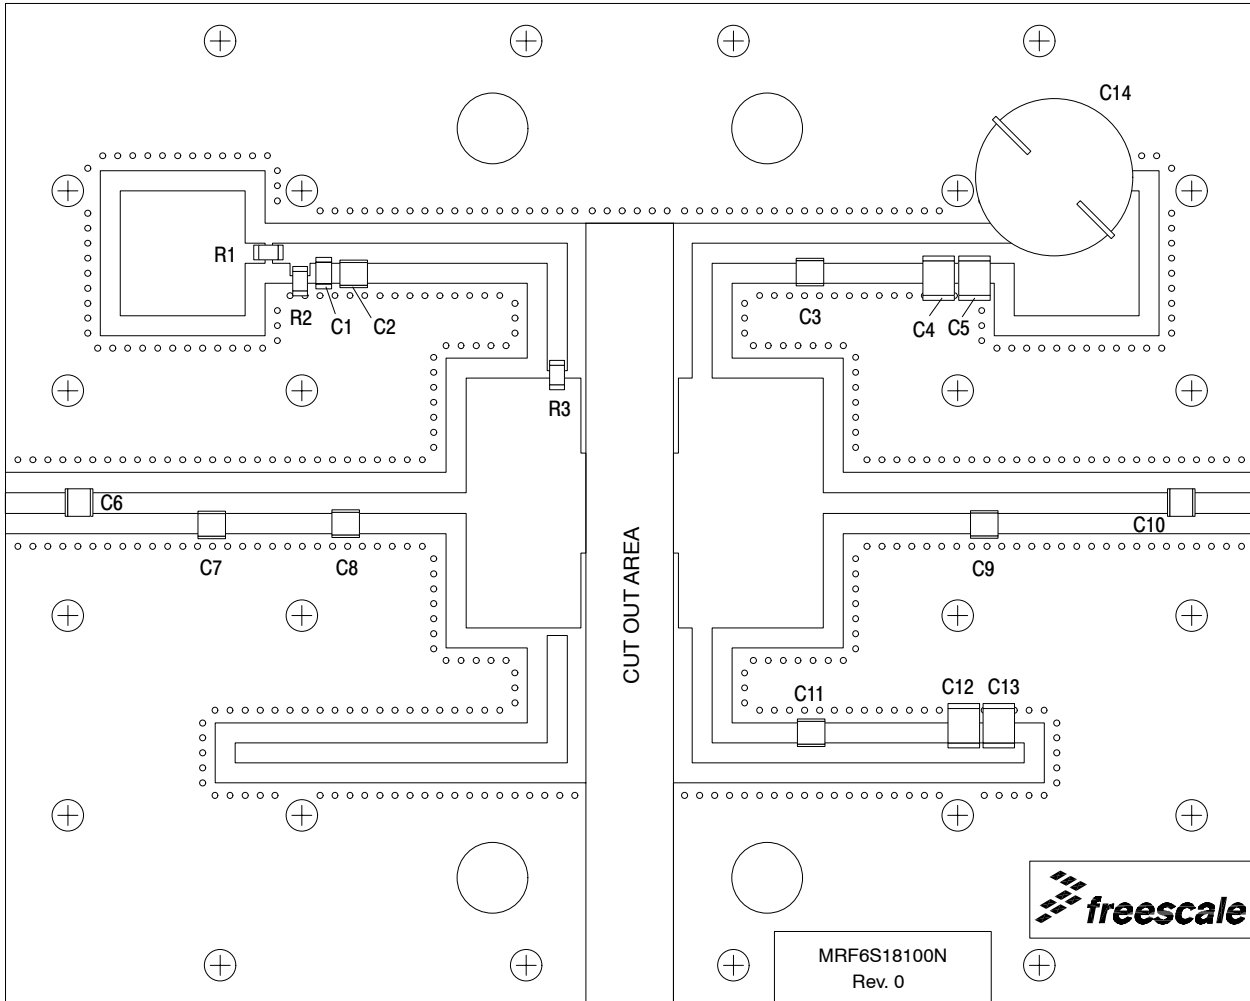 C14
R1
R2
C1
C2
C3
C4
C5
R3
C6
C10
C7
C8
C9
CUT OUT AREA
C11
C12
C13
freescale
MRF6S18100N
Rev. 0